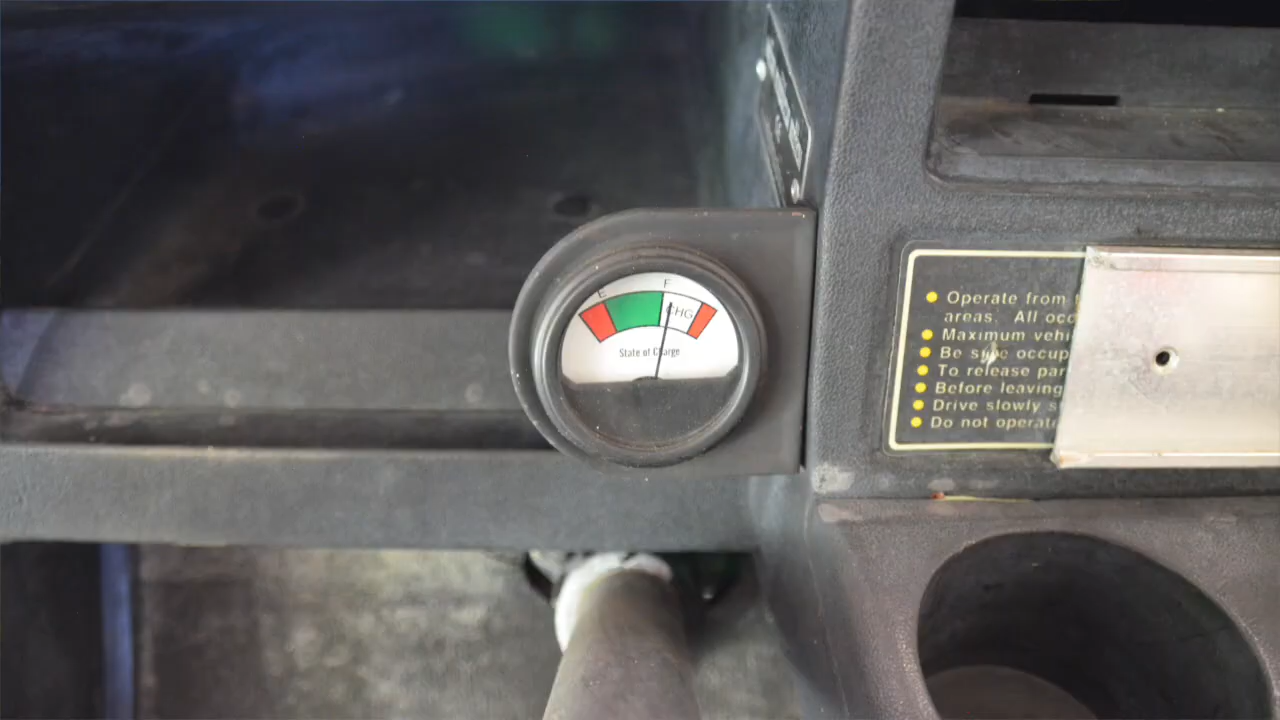 E F
CHG
State of Charge
Operate from
areas. All occ
Maximum vehi
Be sure occup
To release par
Before leaving
Drive slowly s
Do not operate